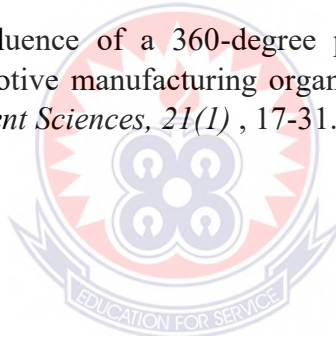 fluence of a 360-degree p
otive manufacturing organ
ent Sciences, 21(1) , 17-31.
EDUCATION FOR SERVICE